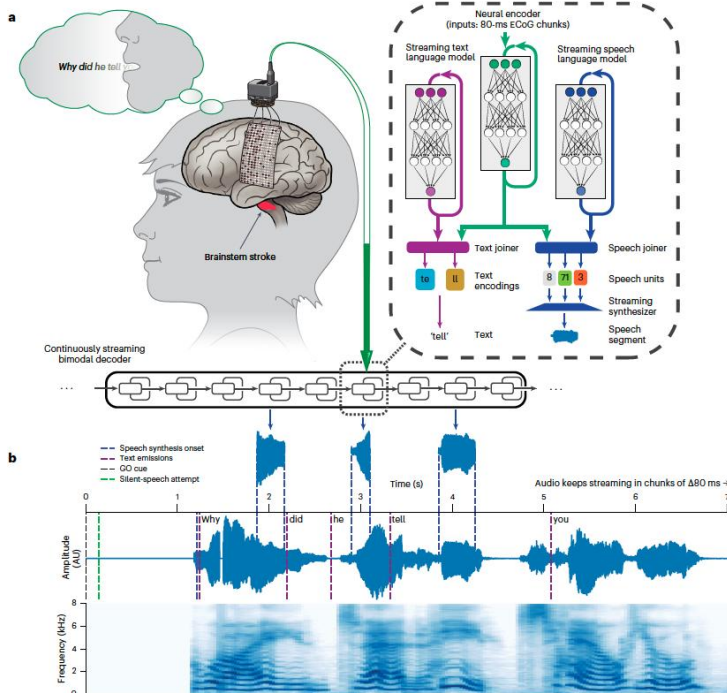 a
Why did he tell
Brainstem stroke
Neural encoder
(inputs: 80-ms ECoG chunks)
Streaming text
language model
Streaming speech
language model
Text joiner
Speech joiner
te
ll
Text
encodings
8
71
3
Speech units
Streaming
synthesizer
'tell'
Text
Speech
segment
Continuously streaming
bimodal decoder
...
...
b
Speech synthesis onset
Text emissions
GO cue
Silent-speech attempt
Time (s)
Audio keeps streaming in chunks of Δ80 ms
0
1
2
3
4
5
6
7
Why
did
he
tell
you
Amplitude
(AU)
Frequency (kHz)
8
6
4
2
0